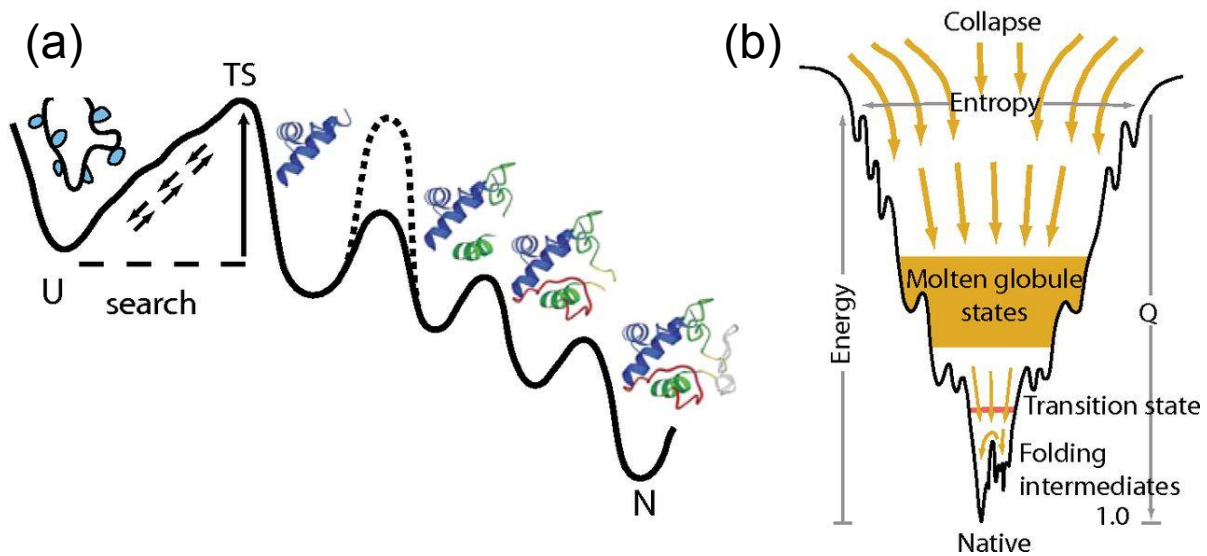 (a)
TS
U
search
N
(b)
Collapse
Entropy
Energy
Molten globule
states
Q
Transition state
Folding
intermediates
1.0
Native